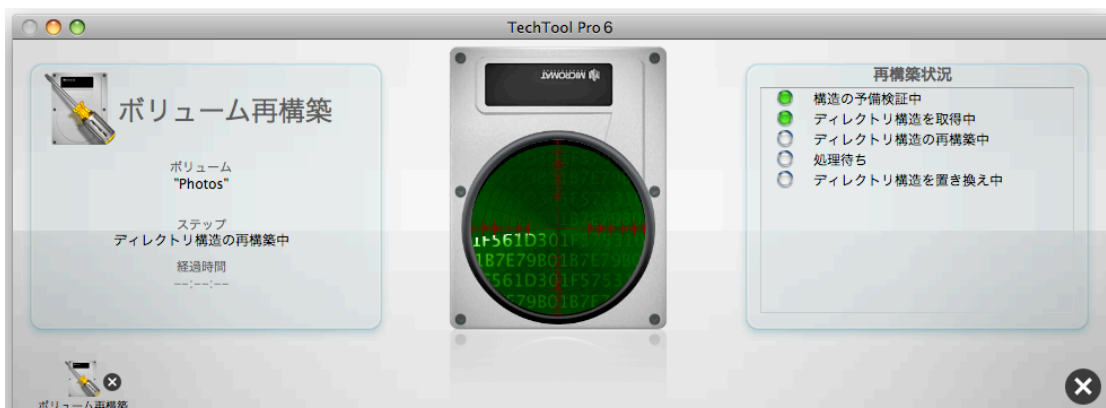 TechTool Pro 6
ボリューム再構築
ボリューム
"Photos"
ステップ
ディレクトリ構造の再構築中
経過時間
--:--:--
MICROMAT
1F561D301F575310
1B7E79B01B7E79B
F561D301F5753
F79B01B7E7
再構築状況
構造の予備検証中
ディレクトリ構造を取得中
ディレクトリ構造の再構築中
処理待ち
ディレクトリ構造を置き換え中
ボリューム再構築